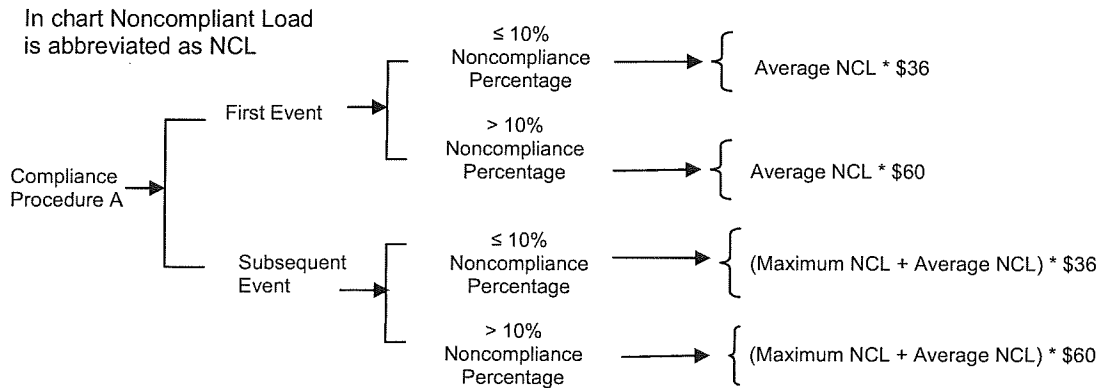 In chart Noncompliant Load
is abbreviated as NCL
≤ 10%
Noncompliance
Percentage
Average NCL * $36
First Event
> 10%
Noncompliance
Percentage
Average NCL * $60
Compliance
Procedure A
Subsequent
Event
≤ 10%
Noncompliance
Percentage
(Maximum NCL + Average NCL) * $36
> 10%
Noncompliance
Percentage
(Maximum NCL + Average NCL) * $60